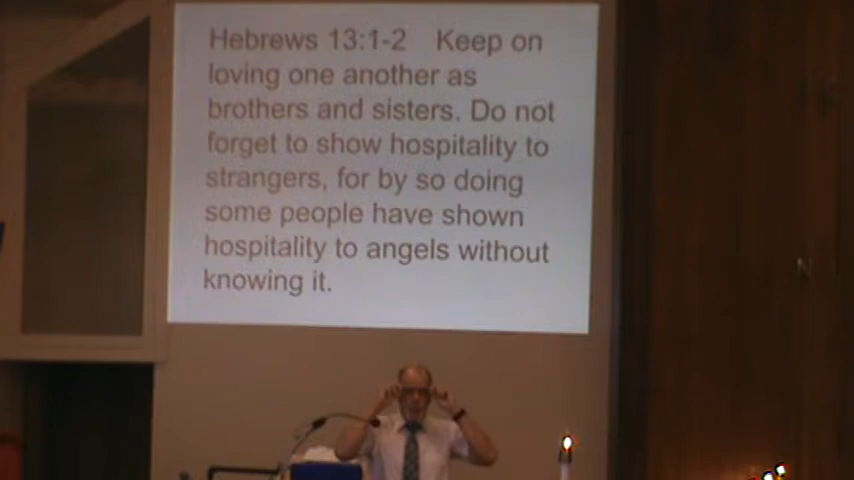 Hebrews 13:1-2 Keep on
loving one another as
brothers and sisters. Do not
forget to show hospitality to
strangers, for by so doing
some people have shown
hospitality to angels without
knowing it.